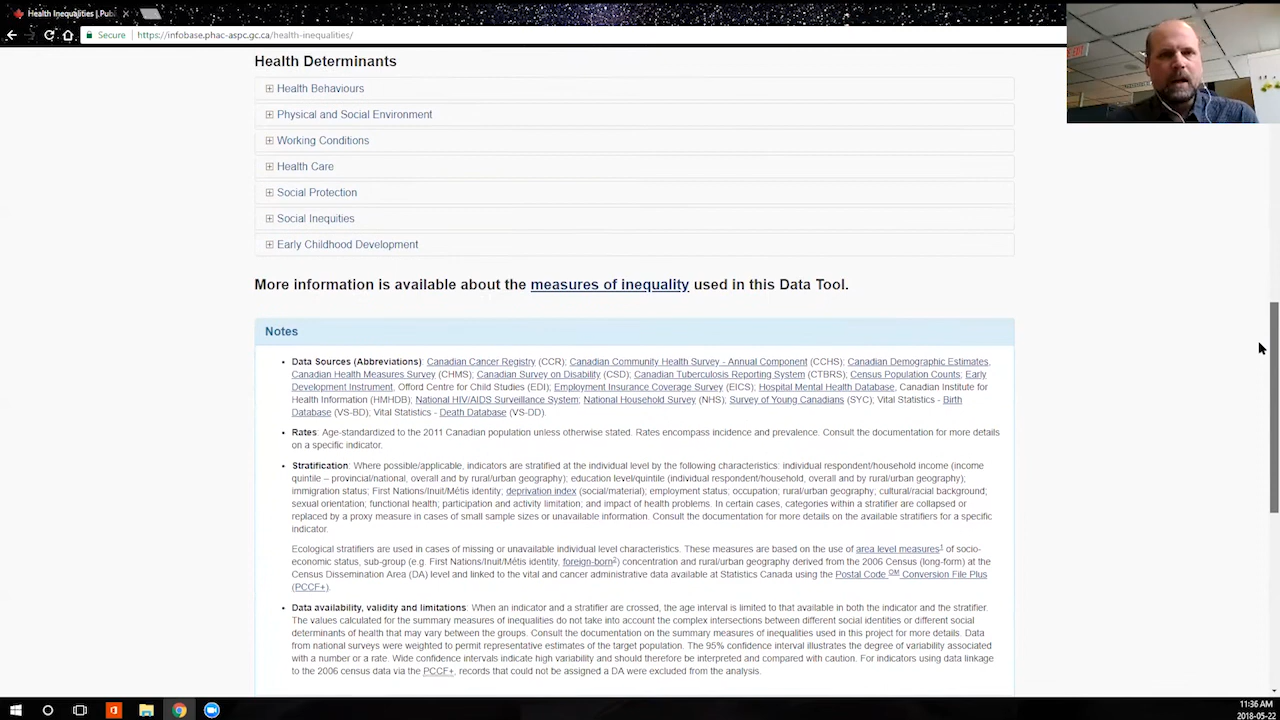 Health Inequalities | Pub
Secure
https://infobase.phac-aspc.gc.ca/health-inequalities/
Health Determinants
Health Behaviours
Physical and Social Environment
Working Conditions
Health Care
Social Protection
Social Inequities
Early Childhood Development
More information is available about the measures of inequality used in this Data Tool.
Notes
• Data Sources (Abbreviations): Canadian Cancer Registry (CCR); Canadian Community Health Survey - Annual Component (CCHS); Canadian Demographic Estimates,
Canadian Health Measures Survey (CHMS); Canadian Survey on Disability (CSD); Canadian Tuberculosis Reporting System (CTBRS); Census Population Counts; Early
Development Instrument, Offord Centre for Child Studies (EDI); Employment Insurance Coverage Survey (EICS); Hospital Mental Health Database, Canadian Institute for
Health Information (HMHDB); National HIV/AIDS Surveillance System; National Household Survey (NHS); Survey of Young Canadians (SYC); Vital Statistics - Birth
Database (VS-BD); Vital Statistics - Death Database (VS-DD).
• Rates: Age-standardized to the 2011 Canadian population unless otherwise stated. Rates encompass incidence and prevalence. Consult the documentation for more details
on a specific indicator.
• Stratification: Where possible/applicable, indicators are stratified at the individual level by the following characteristics: individual respondent/household income (income
quintile – provincial/national, overall and by rural/urban geography); education level/quintile (individual respondent/household, overall and by rural/urban geography);
immigration status; First Nations/Inuit/Métis identity; deprivation index (social/material); employment status; occupation; rural/urban geography; cultural/racial background;
sexual orientation; functional health; participation and activity limitation; and impact of health problems. In certain cases, categories within a stratifier are collapsed or
replaced by a proxy measure in cases of small sample sizes or unavailable information. Consult the documentation for more details on the available stratifiers for a specific
indicator.
Ecological stratifiers are used in cases of missing or unavailable individual level characteristics. These measures are based on the use of area level measures1 of socio-
economic status, sub-group (e.g. First Nations/Inuit/Métis identity, foreign-born2) concentration and rural/urban geography derived from the 2006 Census (long-form) at the
Census Dissemination Area (DA) level and linked to the vital and cancer administrative data available at Statistics Canada using the Postal Code OM Conversion File Plus
(PCCF+).
• Data availability, validity and limitations: When an indicator and a stratifier are crossed, the age interval is limited to that available in both the indicator and the stratifier.
The values calculated for the summary measures of inequalities do not take into account the complex intersections between different social identities or different social
determinants of health that may vary between the groups. Consult the documentation on the summary measures of inequalities used in this project for more details. Data
from national surveys were weighted to permit representative estimates of the target population. The 95% confidence interval illustrates the degree of variability associated
with a number or a rate. Wide confidence intervals indicate high variability and should therefore be interpreted and compared with caution. For indicators using data linkage
to the 2006 census data via the PCCF+, records that could not be assigned a DA were excluded from the analysis.
11:36 AM
2018-05-22